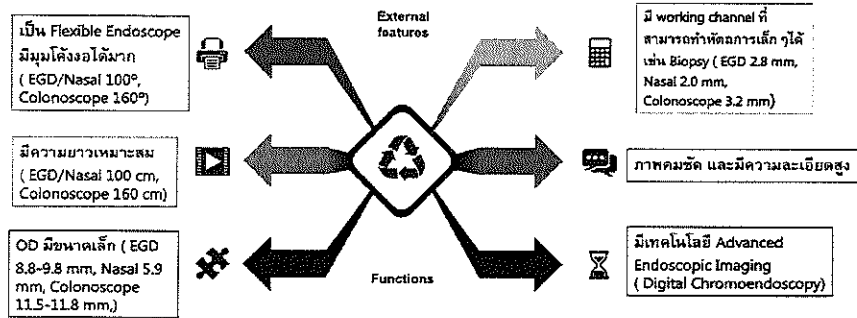 External
features
เป็น Flexible Endoscope
มีมุมโค้งงอได้มาก
( EGD/Nasal 100°,
Colonoscope 160°)
มีความยาวเหมาะสม
( EGD/Nasal 100 cm,
Colonoscope 160 cm)
OD มีขนาดเล็ก ( EGD
8.8-9.8 mm, Nasal 5.9
mm, Colonoscope
11.5-11.8 mm,)
มี working channel ที่
สามารถทำหัตถการเล็ก ๆได้
เช่น Biopsy ( EGD 2.8 mm,
Nasal 2.0 mm,
Colonoscope 3.2 mm)
ภาพคมชัด และมีความละเอียดสูง
มีเทคโนโลยี Advanced
Endoscopic Imaging
( Digital Chromoendoscopy)
Functions